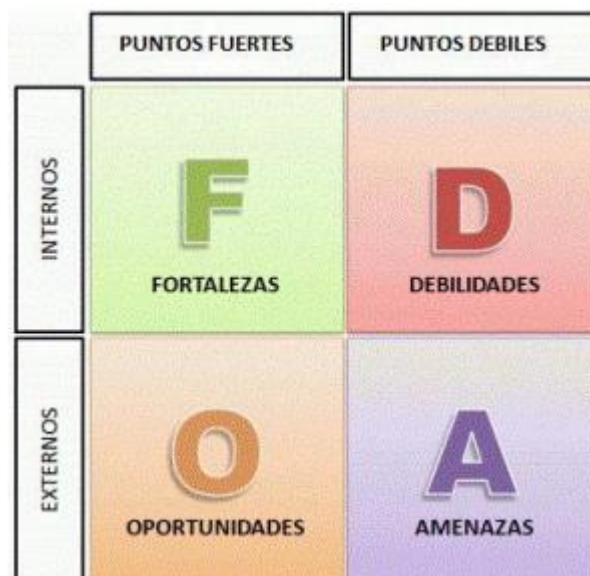 PUNTOS FUERTES
PUNTOS DEBILES
INTERNOS
F
FORTALEZAS
D
DEBILIDADES
EXTERNOS
O
OPORTUNIDADES
A
AMENAZAS